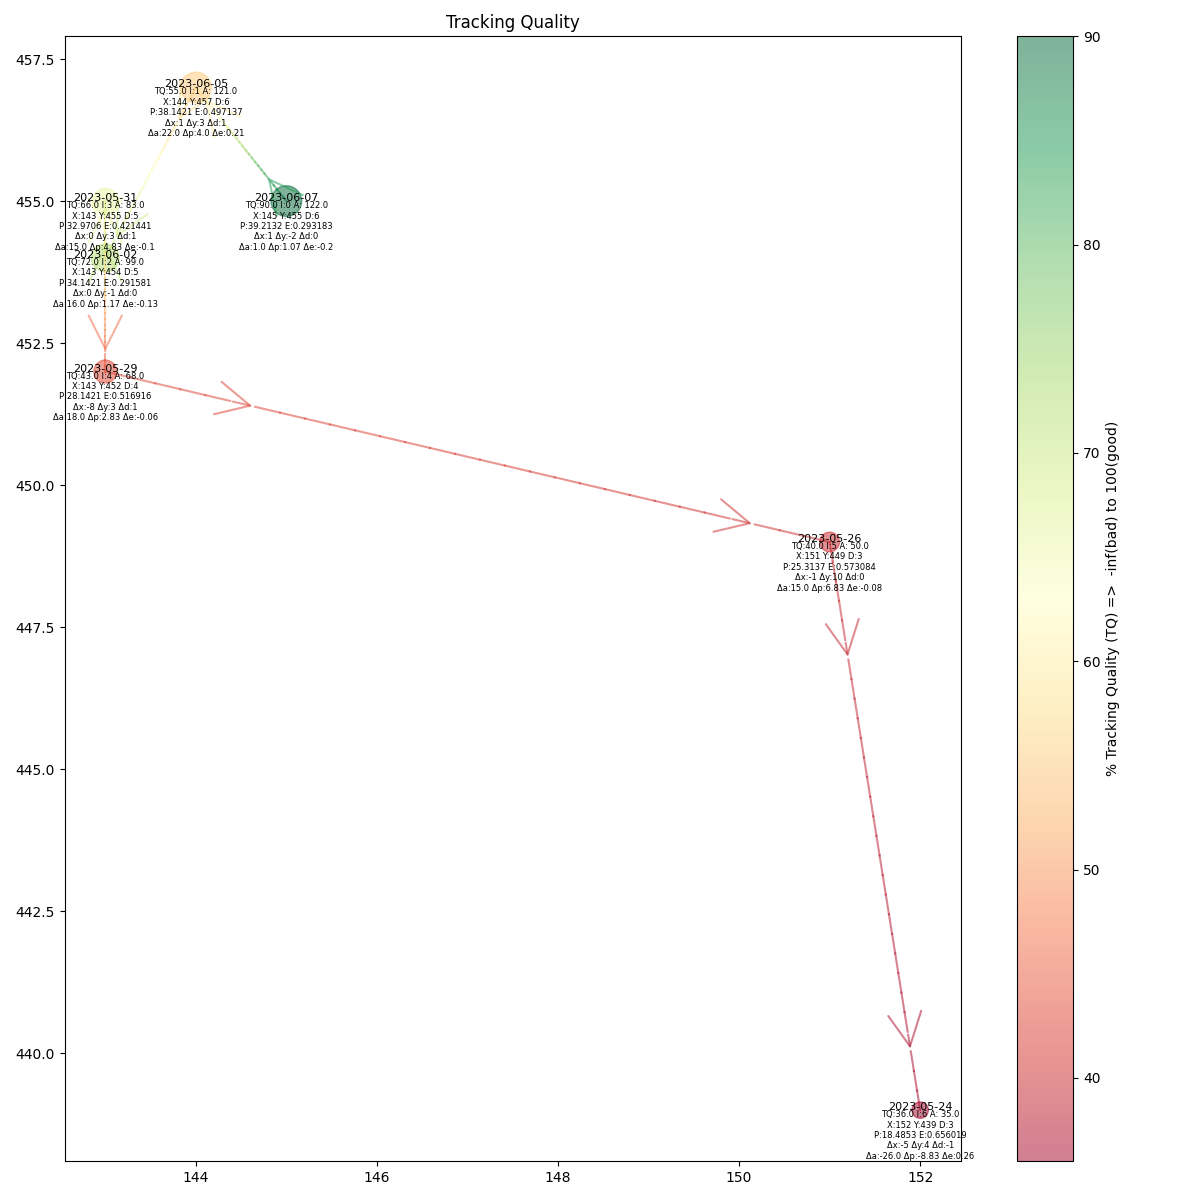 Tracking Quality
457.5
455.0
452.5
450.0
447.5
445.0
442.5
440.0
144
146
148
150
152
2023-06-05
TQ:55.0 I:1 A: 121.0
X:144 Y:457 D:6
P:38.1421 E:0.497137
Δx:1 Δy:3 Δd:1
Δa:22.0 Δp:4.0 Δe:0.21
2023-05-31
TQ:66.0 I:3 A: 83.0
X:143 Y:455 D:5
P:32.9706 E:0.421441
Δx:0 Δy:3 Δd:1
Δa:15.0 Δp:4.83 Δe:-0.1
2023-06-07
TQ:90.0 I:0 A: 122.0
X:145 Y:455 D:6
P:39.2132 E:0.293183
Δx:1 Δy:-2 Δd:0
Δa:1.0 Δp:1.07 Δe:-0.2
2023-06-02
TQ:72.0 I:2 A: 99.0
X:143 Y:454 D:5
P:34.1421 E:0.291581
Δx:0 Δy:-1 Δd:0
Δa:16.0 Δp:1.17 Δe:-0.13
2023-05-29
TQ:43.0 I:4 A: 68.0
X:143 Y:452 D:4
P:28.1421 E:0.516916
Δx:-8 Δy:3 Δd:1
Δa:18.0 Δp:2.83 Δe:-0.06
2023-05-26
TQ:40.0 I:5 A: 50.0
X:151 Y:449 D:3
P:25.3137 E:0.573084
Δx:-1 Δy:10 Δd:0
Δa:15.0 Δp:6.83 Δe:-0.08
2023-05-24
TQ:36.0 I:6 A: 35.0
X:152 Y:439 D:3
P:18.4853 E:0.656019
Δx:-5 Δy:4 Δd:-1
Δa:-26.0 Δp:-8.83 Δe:0.26
90
80
70
60
50
40
% Tracking Quality (TQ) => -inf(bad) to 100(good)